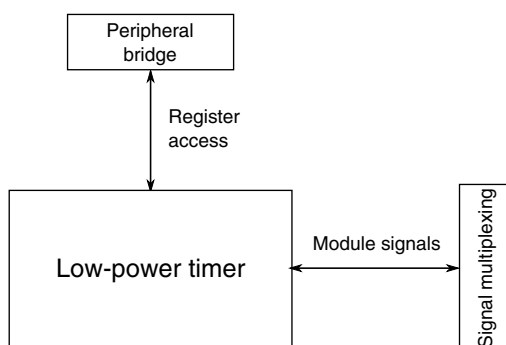 Peripheral
bridge
Register
access
Low-power timer
Module signals
Signal multiplexing